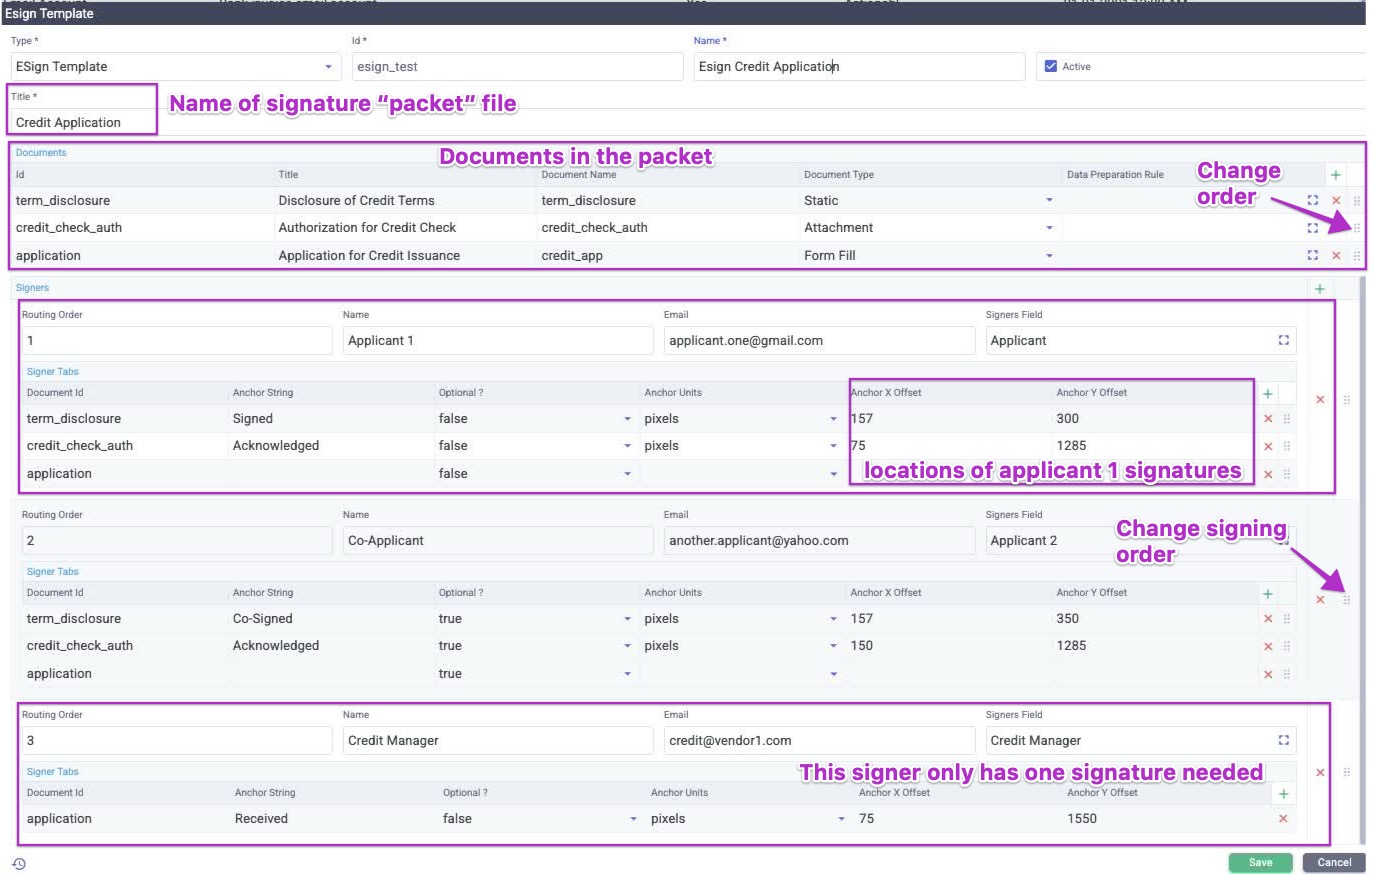 Esign Template
Type * Id * Name *
ESign Template esign_test Esign Credit Application Active
Title * Name of signature “packet” file
Credit Application
Documents Documents in the packet
Id Title Document Name Document Type Data Preparation Rule Change order
term_disclosure Disclosure of Credit Terms term_disclosure Static
credit_check_auth Authorization for Credit Check credit_check_auth Attachment
application Application for Credit Issuance credit_app Form Fill
Signers
Routing Order Name Email Signers Field
1 Applicant 1 applicant.one@gmail.com Applicant
Signer Tabs
Document Id Anchor String Optional ? Anchor Units Anchor X Offset Anchor Y Offset
term_disclosure Signed false pixels 157 300
credit_check_auth Acknowledged false pixels 75 1285
application false locations of applicant 1 signatures
Routing Order Name Email Signers Field
2 Co-Applicant another.applicant@yahoo.com Applicant 2 Change signing order
Signer Tabs
Document Id Anchor String Optional ? Anchor Units Anchor X Offset Anchor Y Offset
term_disclosure Co-Signed true pixels 157 350
credit_check_auth Acknowledged true pixels 150 1285
application true
Routing Order Name Email Signers Field
3 Credit Manager credit@vendor1.com Credit Manager
Signer Tabs This signer only has one signature needed
Document Id Anchor String Optional ? Anchor Units Anchor X Offset Anchor Y Offset
application Received false pixels 75 1550
Save Cancel